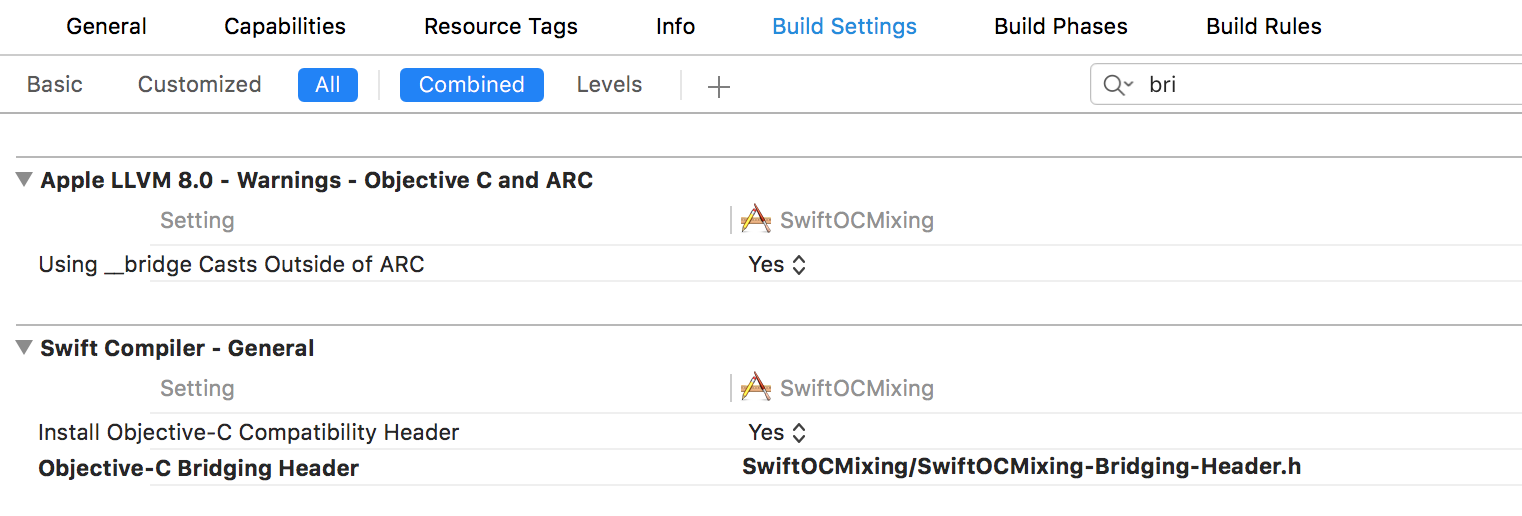 General Capabilities Resource Tags Info Build Settings Build Phases Build Rules
Basic Customized All Combined Levels + bri
Apple LLVM 8.0 - Warnings - Objective C and ARC
Setting SwiftOCMixing
Using __bridge Casts Outside of ARC Yes
Swift Compiler - General
Setting SwiftOCMixing
Install Objective-C Compatibility Header Yes
Objective-C Bridging Header SwiftOCMixing/SwiftOCMixing-Bridging-Header.h